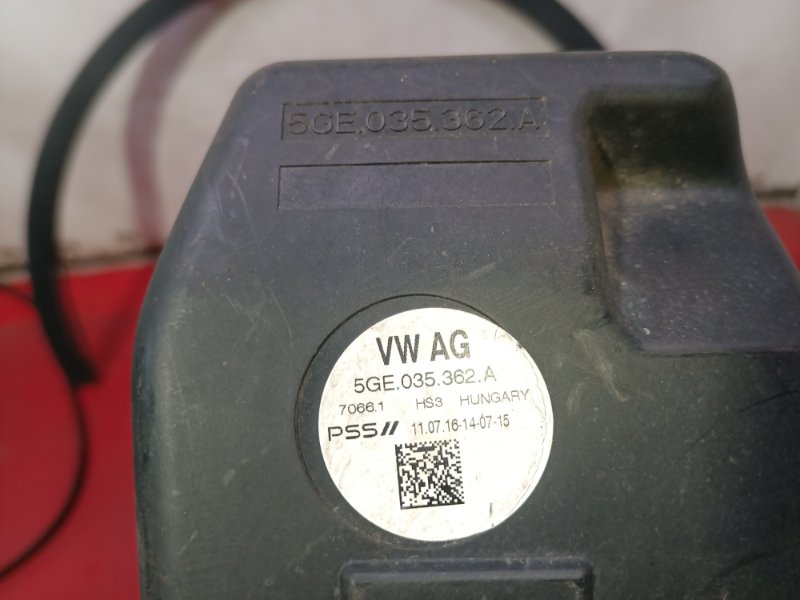 5GE.035.362.A
VW AG
5GE.035.362.A
7066.1 HS3 HUNGARY
PSS// 11.07.16-14-07-15